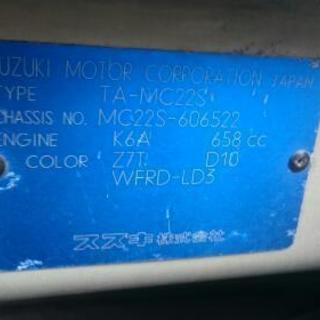 UZUKI MOTOR CORPORATION JAPAN
TYPE TA-MC22S
CHASSIS NO. MC22S-606522
ENGINE K6A 658 cc
COLOR Z7T D10
WFRD-LD3
スズキ株式会社